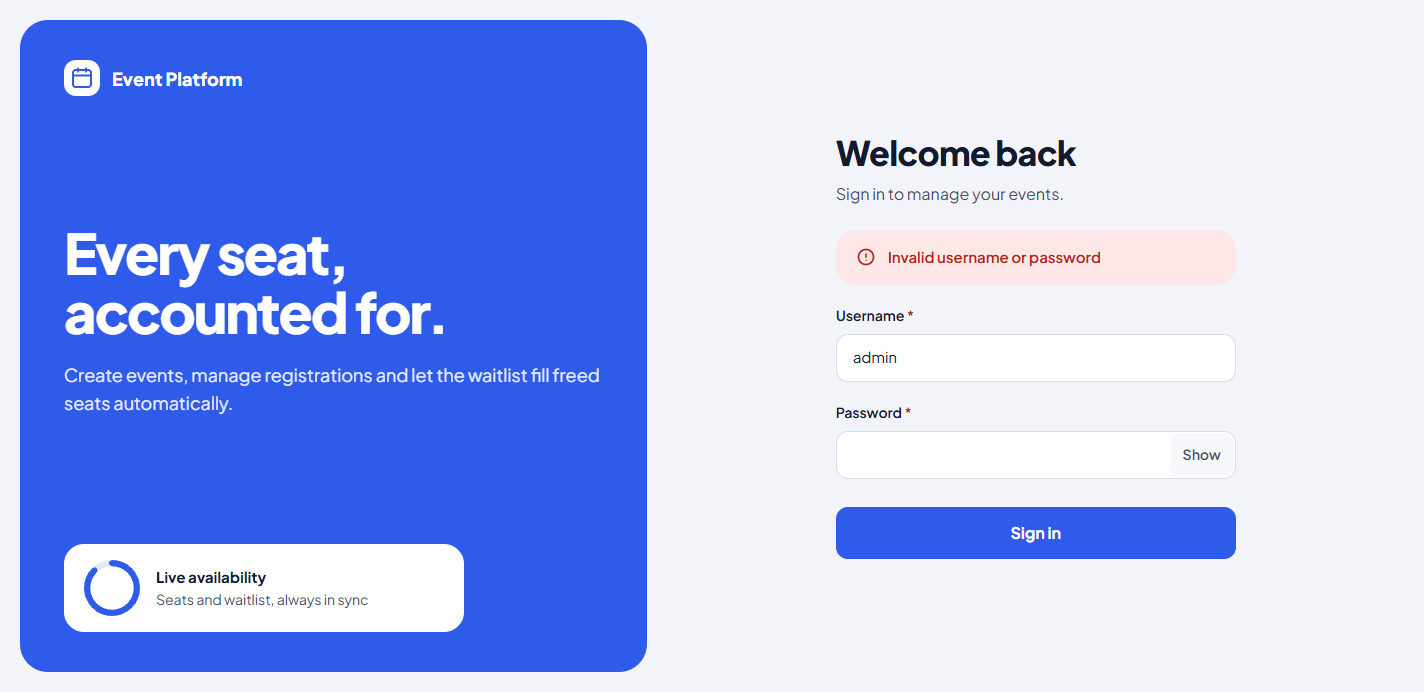 Event Platform
Every seat,
accounted for.
Create events, manage registrations and let the waitlist fill freed
seats automatically.
Live availability
Seats and waitlist, always in sync
Welcome back
Sign in to manage your events.
Invalid username or password
Username *
admin
Password *
Show
Sign in